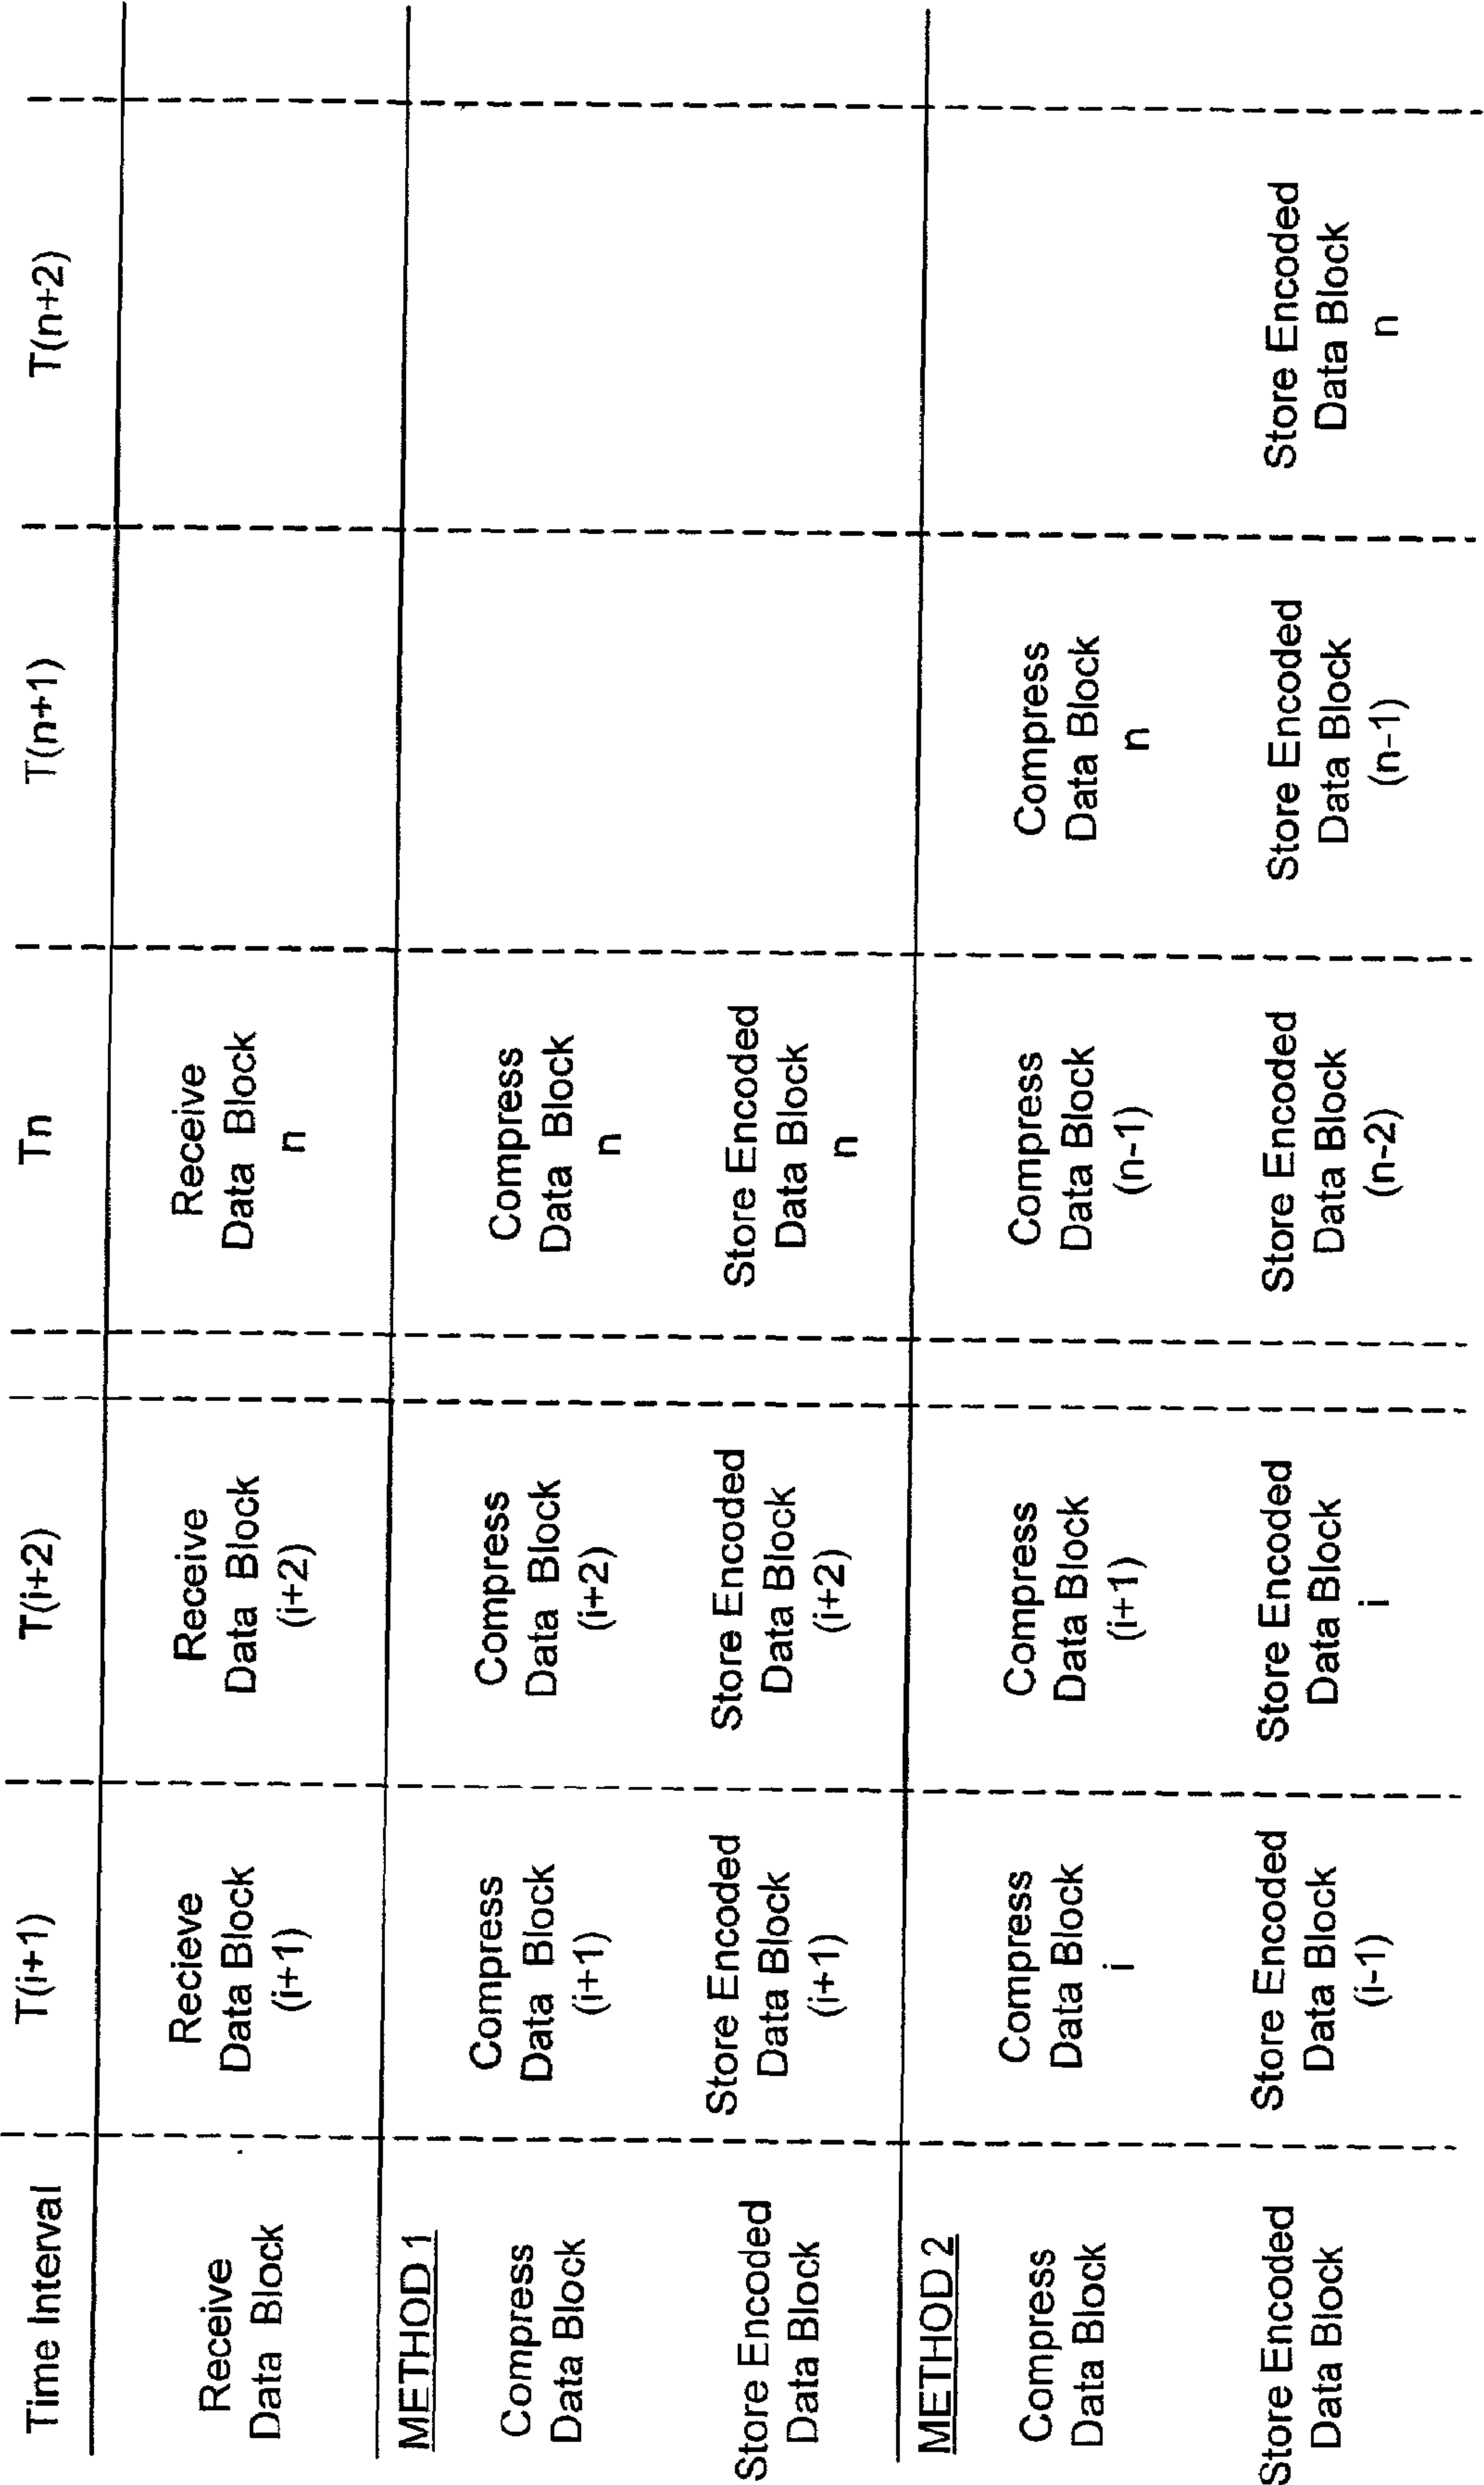 Time Interval
T(i+1)
T(i+2)
Tn
T(n+1)
T(n+2)
Receive
Data Block
Recieve
Data Block
(i+1)
Receive
Data Block
(i+2)
Receive
Data Block
n
METHOD 1
Compress
Data Block
Compress
Data Block
(i+1)
Compress
Data Block
(i+2)
Compress
Data Block
n
Store Encoded
Data Block
Store Encoded
Data Block
(i+1)
Store Encoded
Data Block
(i+2)
Store Encoded
Data Block
n
METHOD 2
Compress
Data Block
Compress
Data Block
i
Compress
Data Block
(i+1)
Compress
Data Block
(n-1)
Compress
Data Block
n
Store Encoded
Data Block
Store Encoded
Data Block
(i-1)
Store Encoded
Data Block
i
Store Encoded
Data Block
(n-2)
Store Encoded
Data Block
(n-1)
Store Encoded
Data Block
n